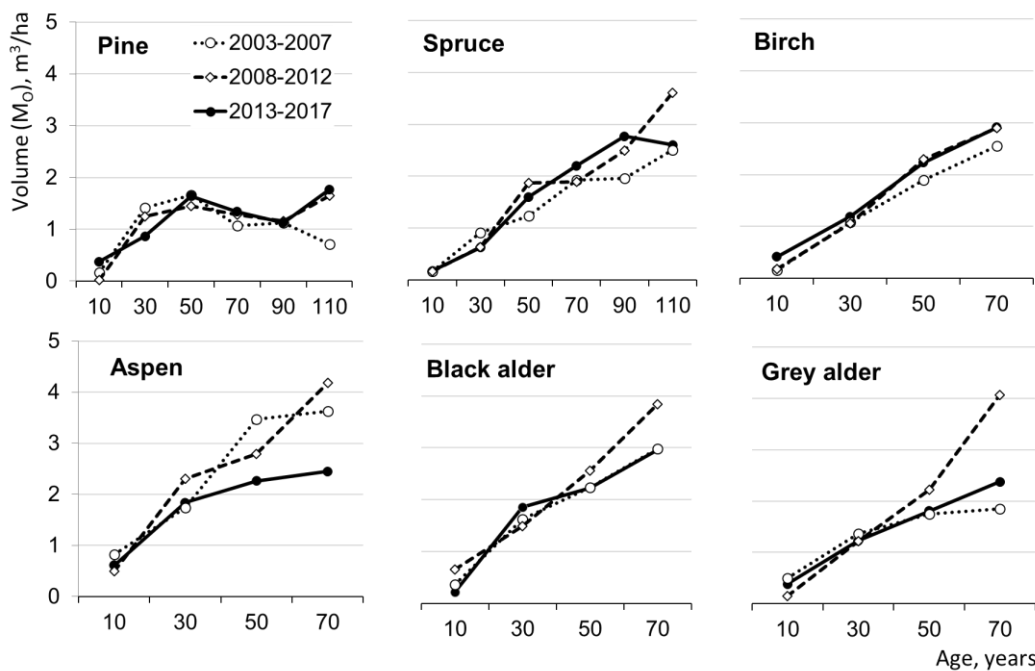 Volume (M₀), m³/ha
5
4
3
2
1
0
Pine
2003-2007
2008-2012
2013-2017
10 30 50 70 90 110
Spruce
10 30 50 70 90 110
Birch
10 30 50 70
5
4
3
2
1
0
Aspen
10 30 50 70
Black alder
10 30 50 70
Grey alder
10 30 50 70
Age, years